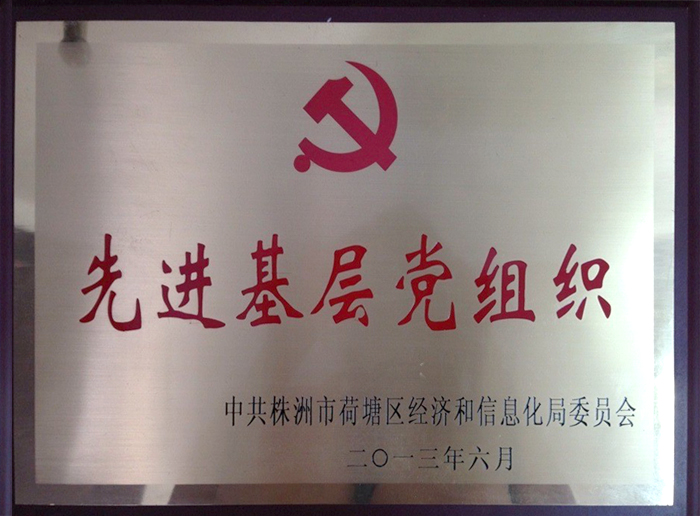 先进基层党组织
中共株洲市荷塘区经济和信息化局委员会
二〇一三年六月